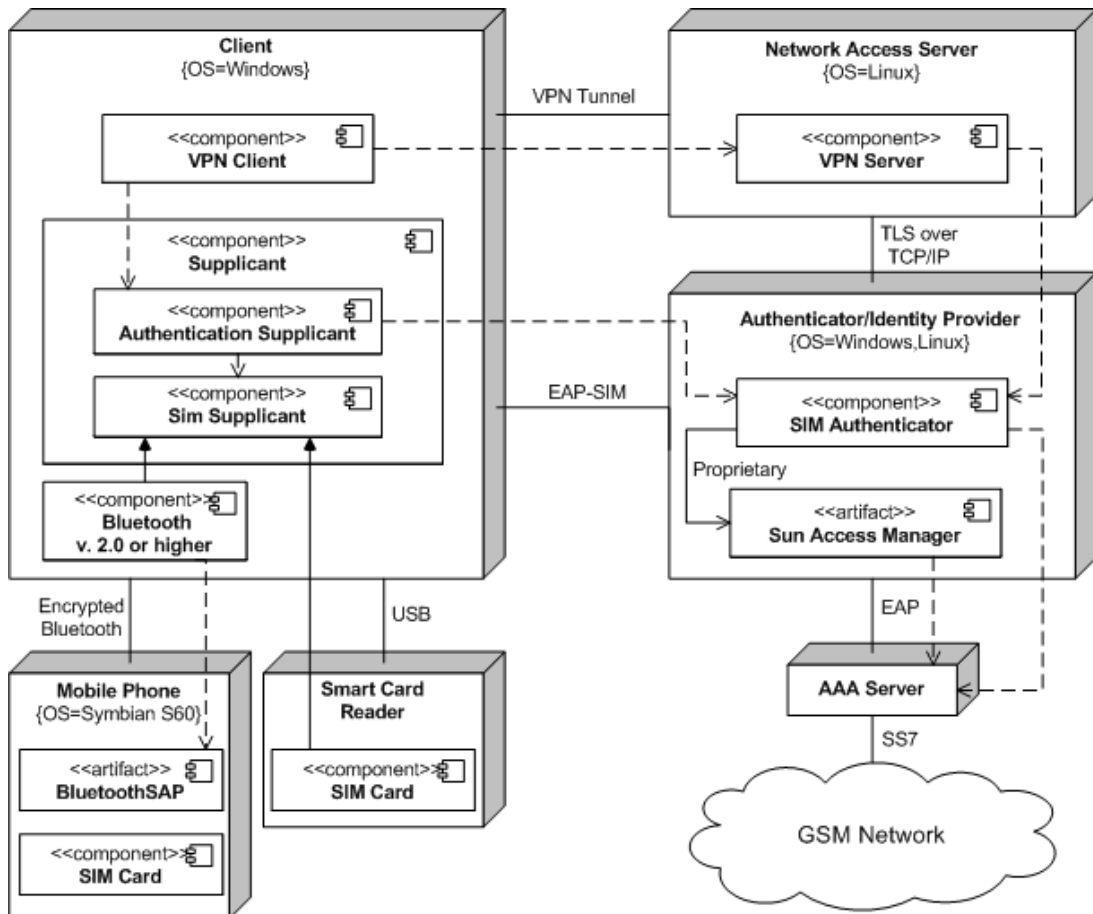 Client
{OS=Windows}
<<component>>
VPN Client
<<component>>
Supplicant
<<component>>
Authentication Supplicant
<<component>>
Sim Supplicant
<<component>>
Bluetooth
v. 2.0 or higher
VPN Tunnel
EAP-SIM
Network Access Server
{OS=Linux}
<<component>>
VPN Server
TLS over
TCP/IP
Authenticator/Identity Provider
{OS=Windows,Linux}
<<component>>
SIM Authenticator
Proprietary
<<artifact>>
Sun Access Manager
Encrypted
Bluetooth
USB
EAP
Mobile Phone
{OS=Symbian S60}
<<artifact>>
BluetoothSAP
<<component>>
SIM Card
Smart Card
Reader
<<component>>
SIM Card
AAA Server
SS7
GSM Network